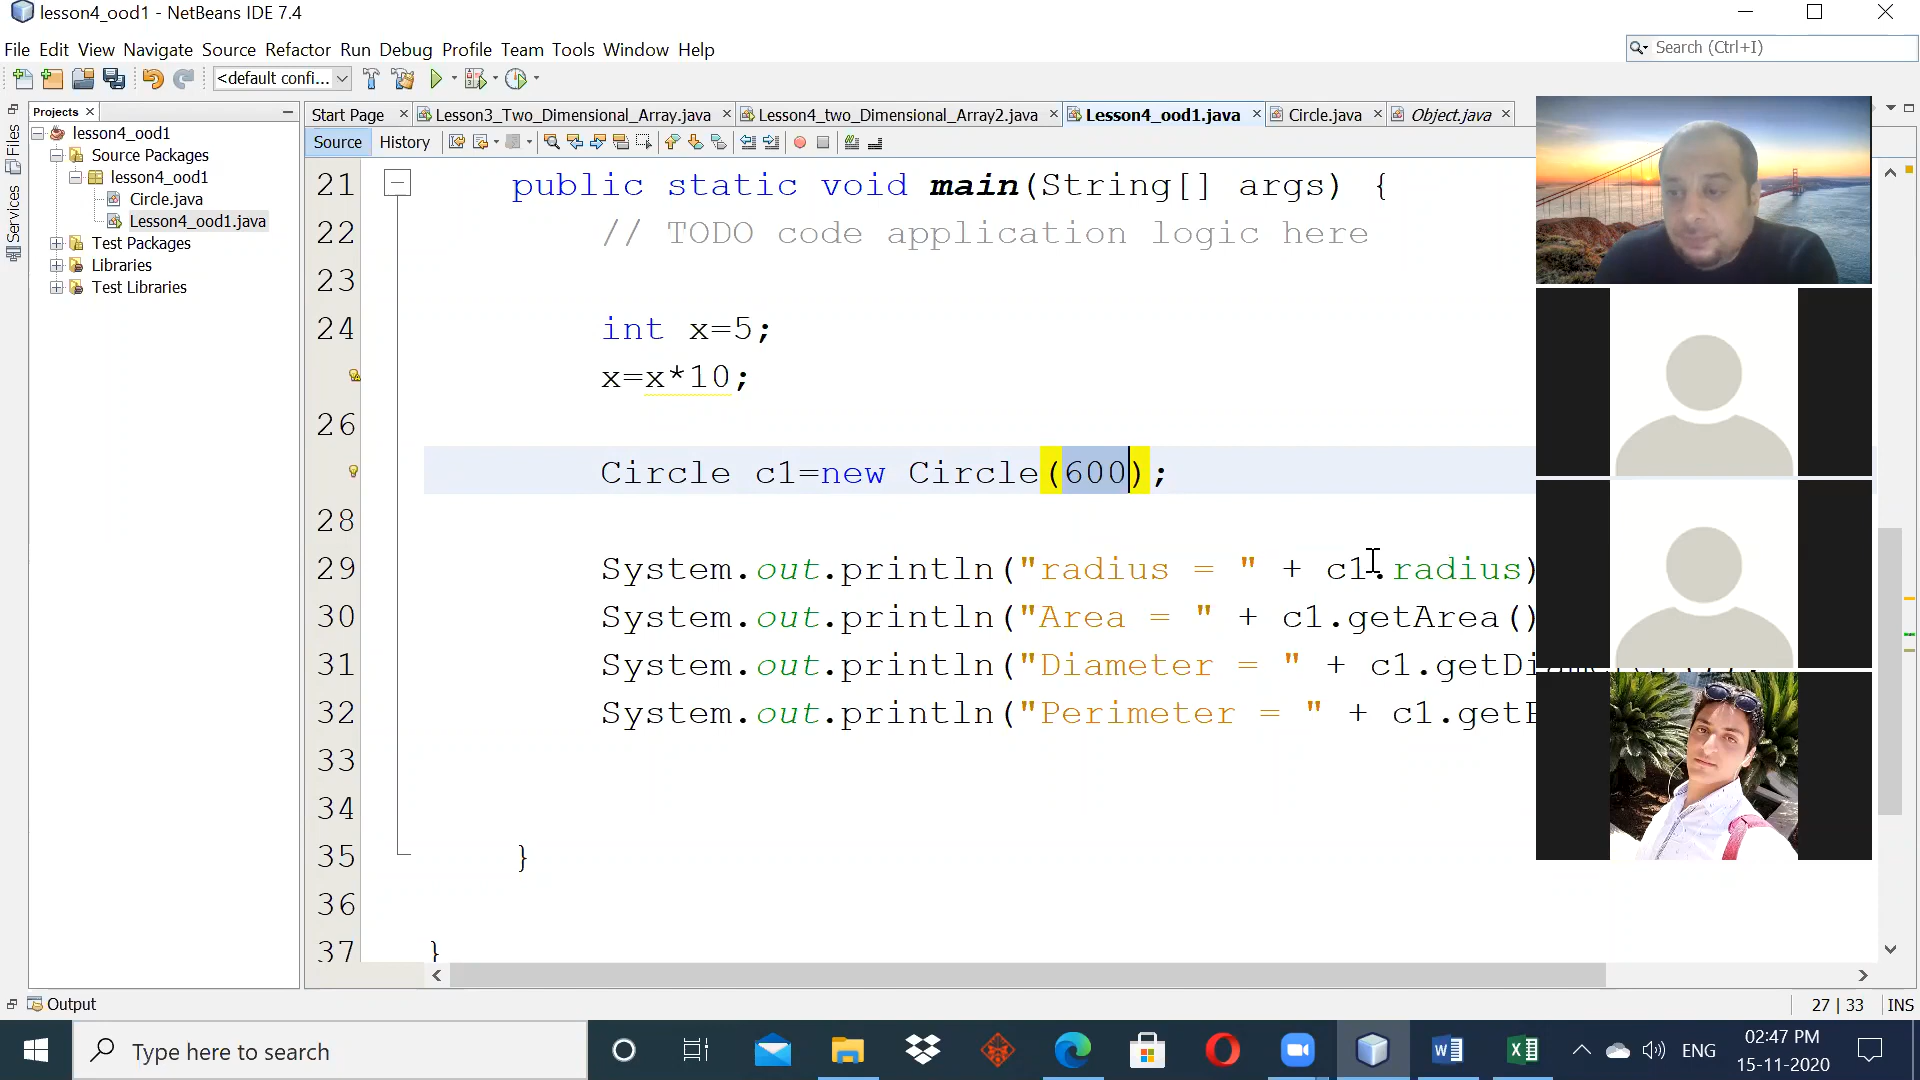 lesson4_ood1 - NetBeans IDE 7.4
File Edit View Navigate Source Refactor Run Debug Profile Team Tools Window Help
Search (Ctrl+I)
<default confi...
Projects
Files
Services
lesson4_ood1
Source Packages
lesson4_ood1
Circle.java
Lesson4_ood1.java
Test Packages
Libraries
Test Libraries
Start Page Lesson3_Two_Dimensional_Array.java Lesson4_two_Dimensional_Array2.java Lesson4_ood1.java Circle.java Object.java
Source History
21 public static void main(String[] args) {
22 // TODO code application logic here
23
24 int x=5;
x=x*10;
26
Circle c1=new Circle(600);
28
29 System.out.println("radius = " + c1.radius)
30 System.out.println("Area = " + c1.getArea()
31 System.out.println("Diameter = " + c1.getDi
32 System.out.println("Perimeter = " + c1.get
33
34
35 }
36
37 }
Output
27 | 33 INS
Type here to search
ENG
02:47 PM
15-11-2020